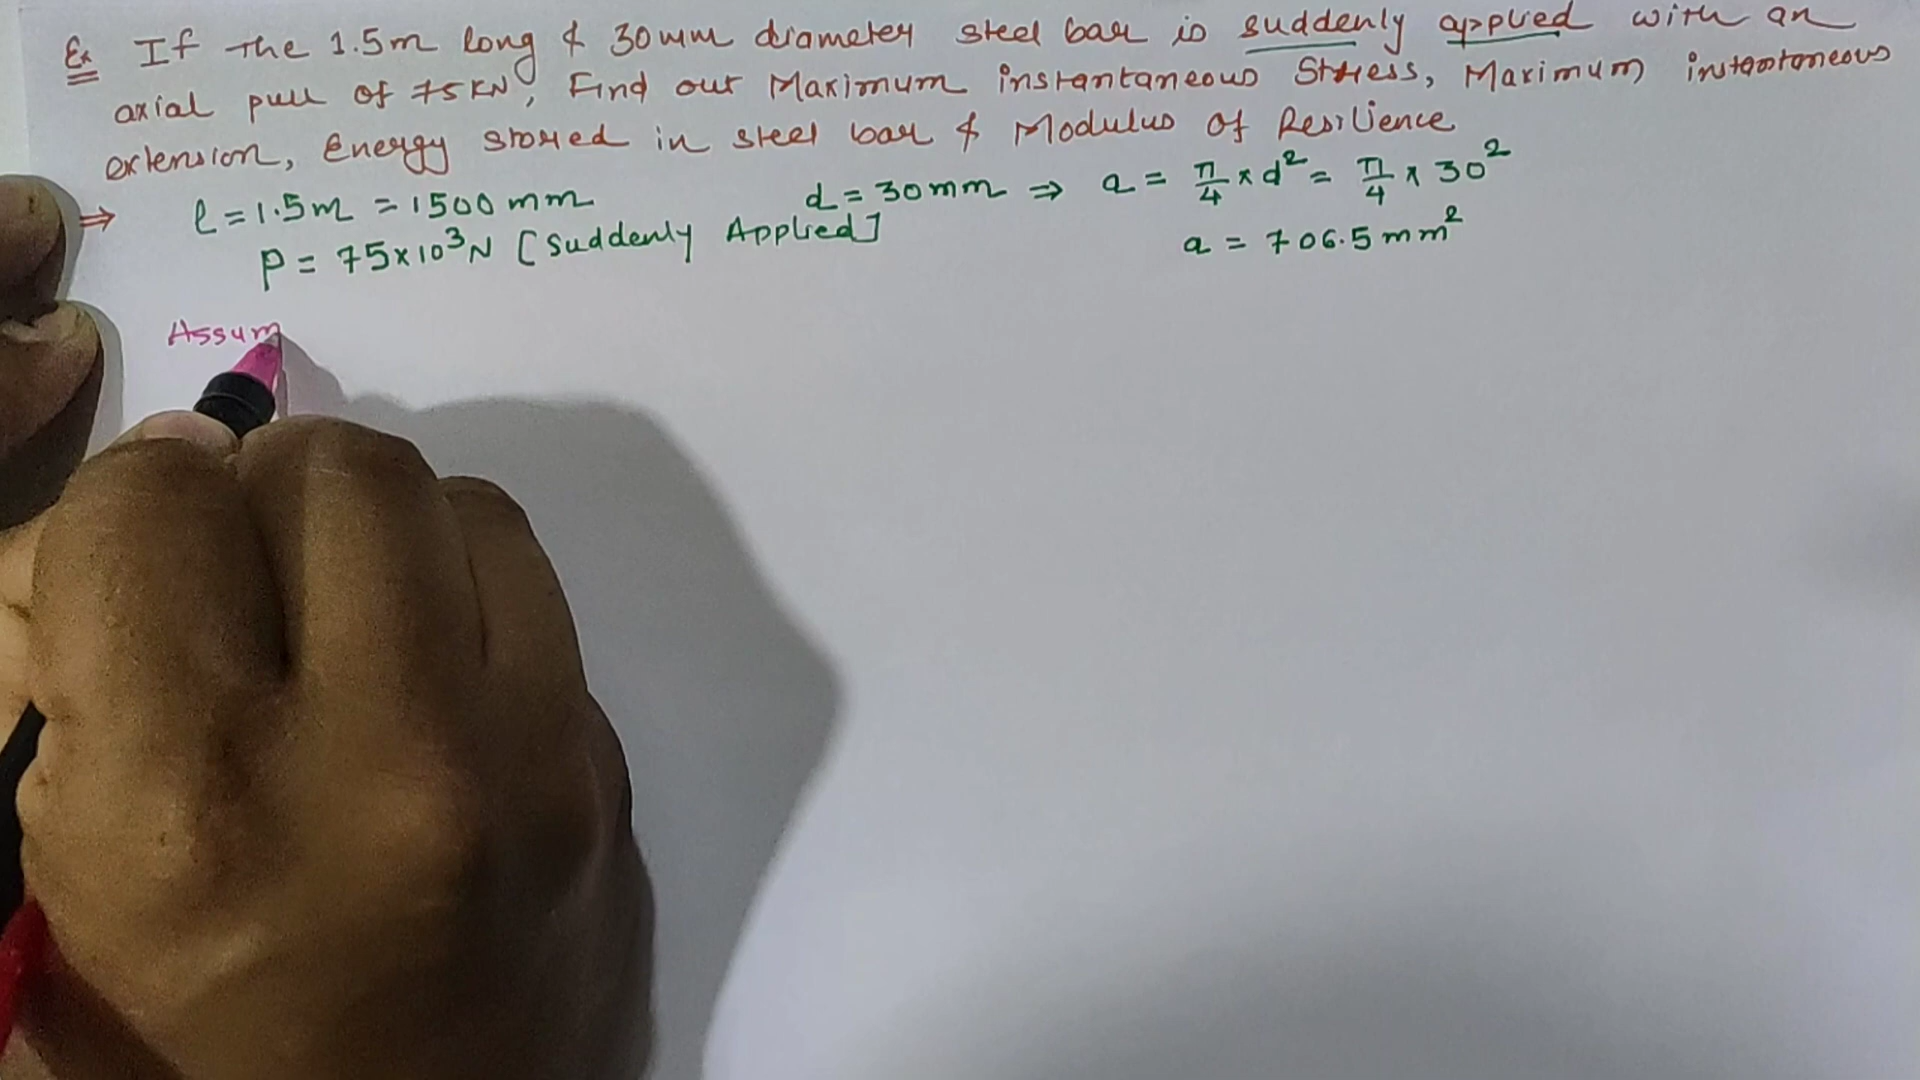 Ex If the 1.5m long & 30mm diameter steel bar is suddenly applied with an
axial pull of 75KN, Find out Maximum instantaneous Stress, Maximum instantaneous
extension, Energy stored in steel bar & Modulus of Resilience
⇒ l = 1.5m = 1500 mm d = 30mm ⇒ a = π/4 × d² = π/4 × 30²
P = 75×10³N [Suddenly Applied] a = 706.5 mm²
Assum